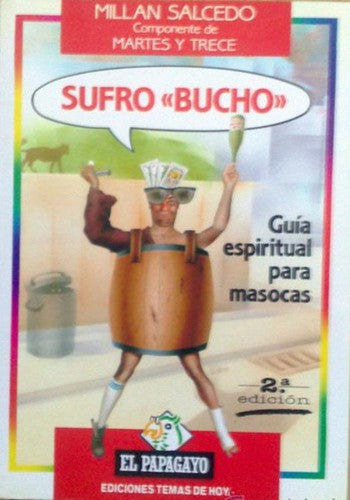 MILLAN SALCEDO
Componente de
MARTES Y TRECE
SUFRO «BUCHO»
Guía
espiritual
para
masocas
2.ª
edición
EL PAPAGAYO
EDICIONES TEMAS DE HOY